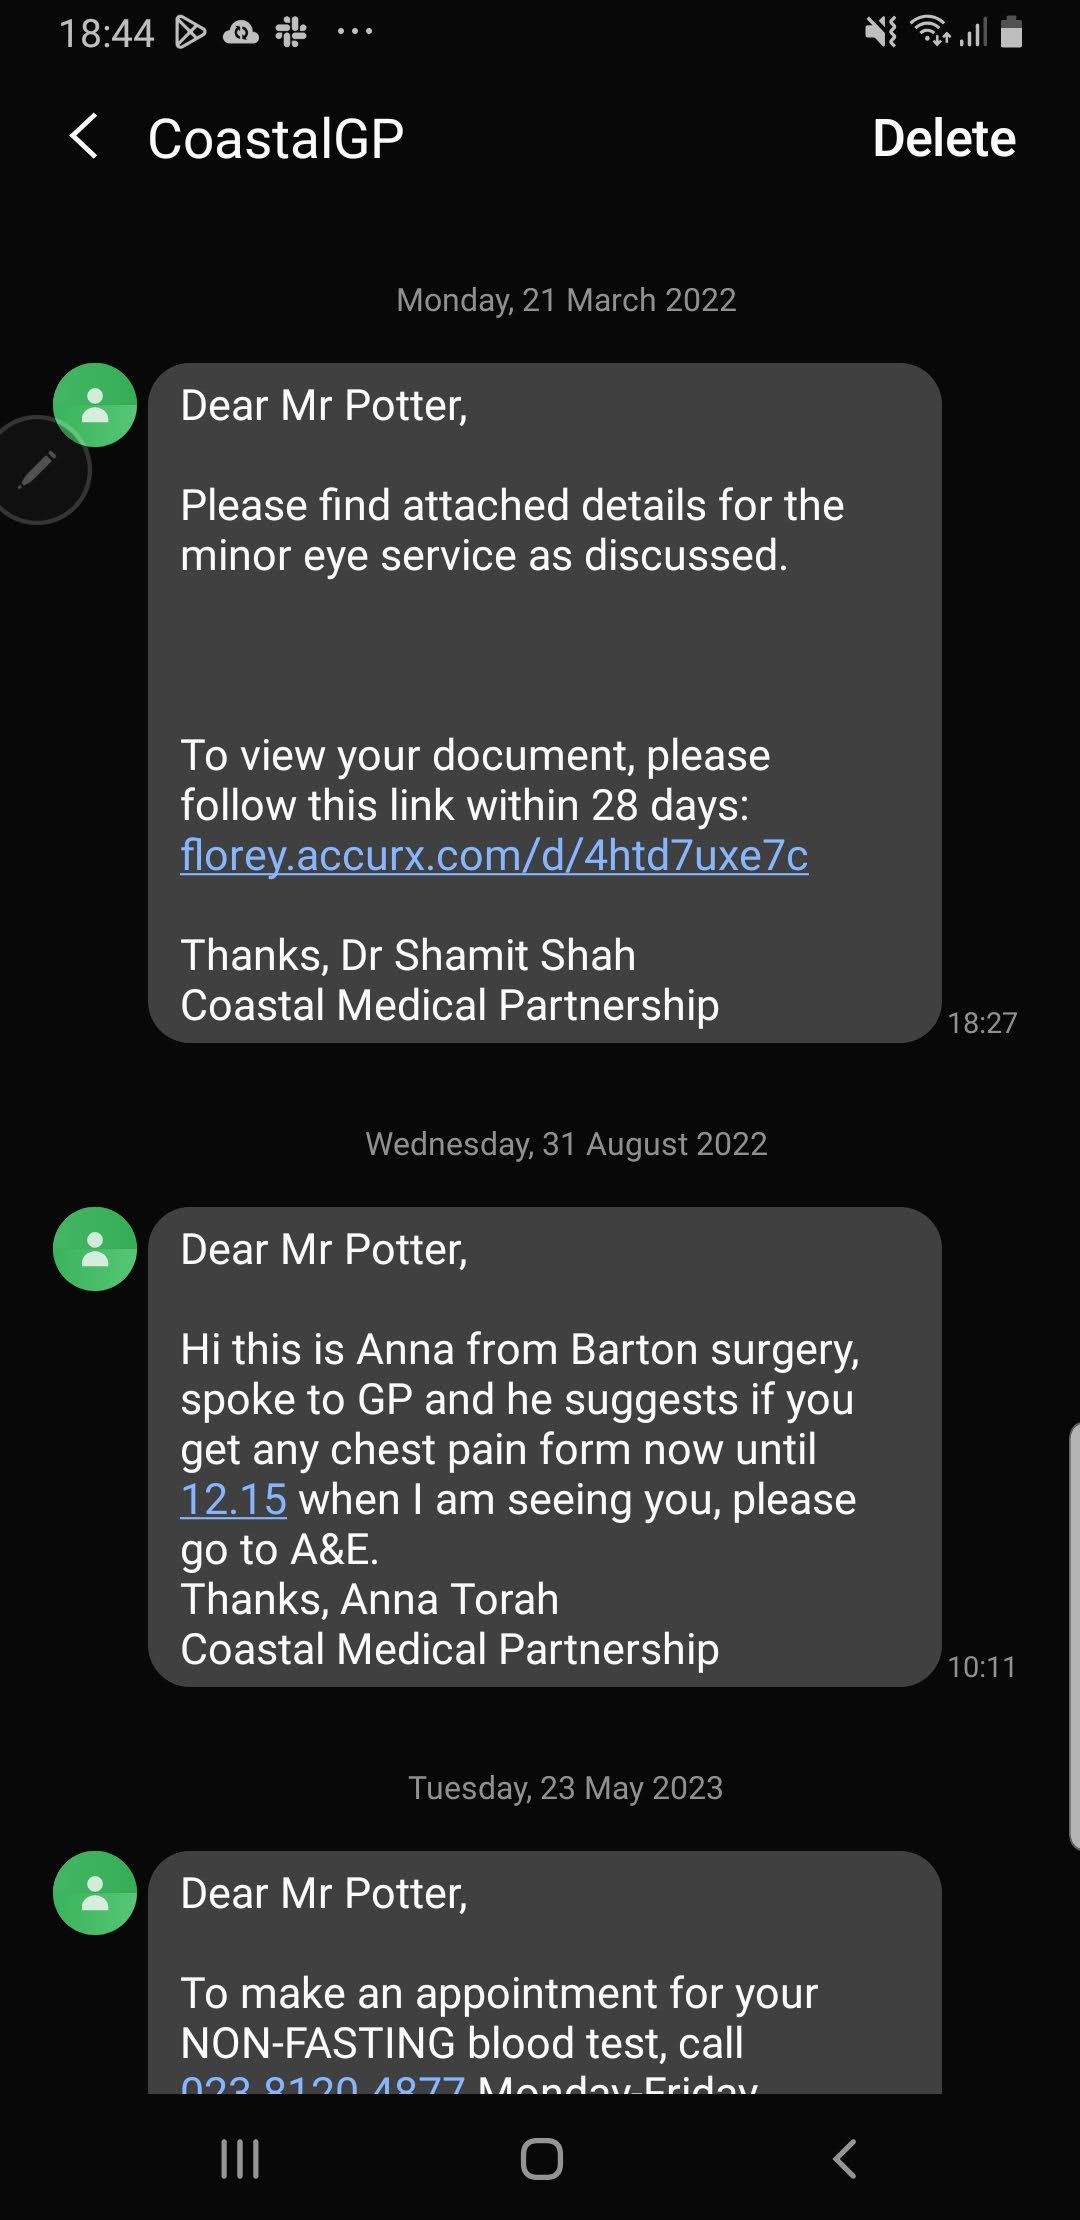 18:44
CoastalGP
Delete
Monday, 21 March 2022
Dear Mr Potter,
Please find attached details for the
minor eye service as discussed.
To view your document, please
follow this link within 28 days:
florey.accurx.com/d/4htd7uxe7c
Thanks, Dr Shamit Shah
Coastal Medical Partnership
18:27
Wednesday, 31 August 2022
Dear Mr Potter,
Hi this is Anna from Barton surgery,
spoke to GP and he suggests if you
get any chest pain form now until
12.15 when I am seeing you, please
go to A&E.
Thanks, Anna Torah
Coastal Medical Partnership
10:11
Tuesday, 23 May 2023
Dear Mr Potter,
To make an appointment for your
NON-FASTING blood test, call
023 8120 4877 Monday-Friday